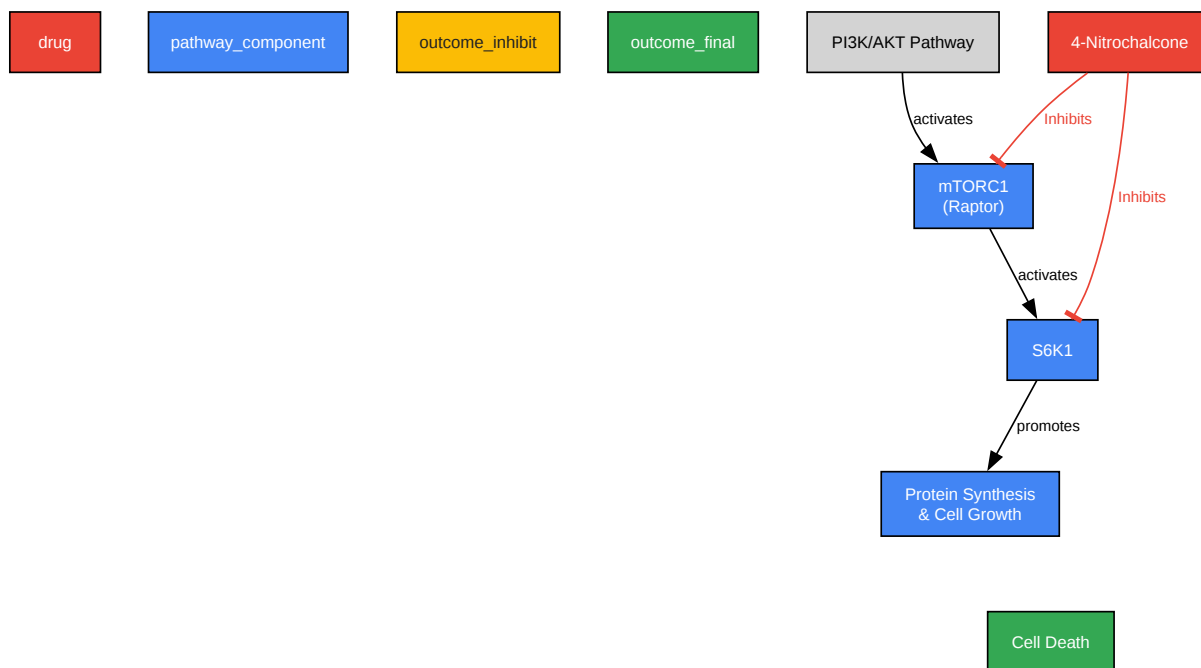 drug
pathway_component
outcome_inhibit
outcome_final
PI3K/AKT Pathway
4-Nitrochalcone
activates
Inhibits
mTORC1
(Raptor)
Inhibits
activates
S6K1
promotes
Protein Synthesis
& Cell Growth
Cell Death